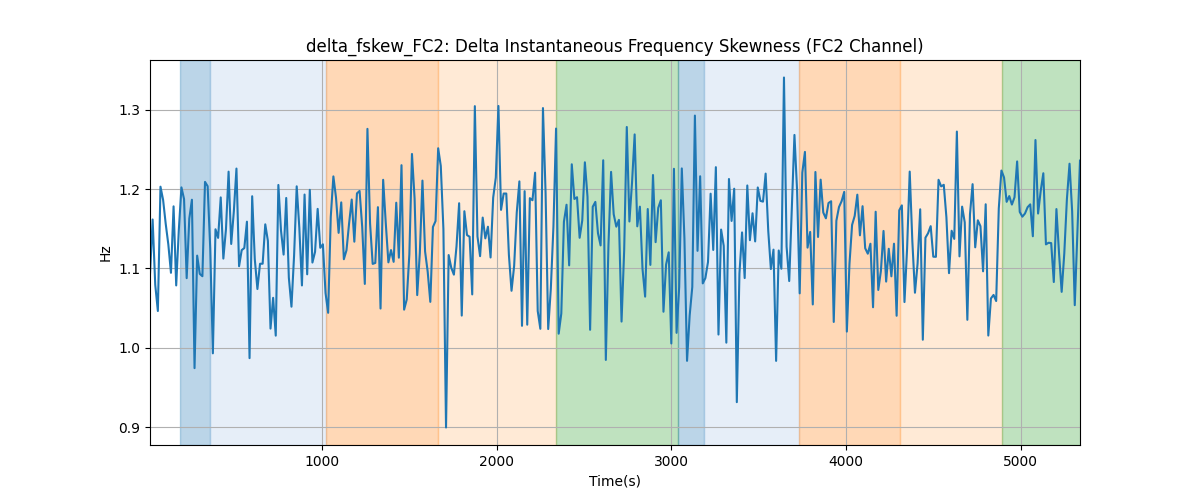 delta_fskew_FC2: Delta Instantaneous Frequency Skewness (FC2 Channel)
1.3
1.2
1.1
1.0
0.9
Hz
1000 2000 3000 4000 5000
Time(s)